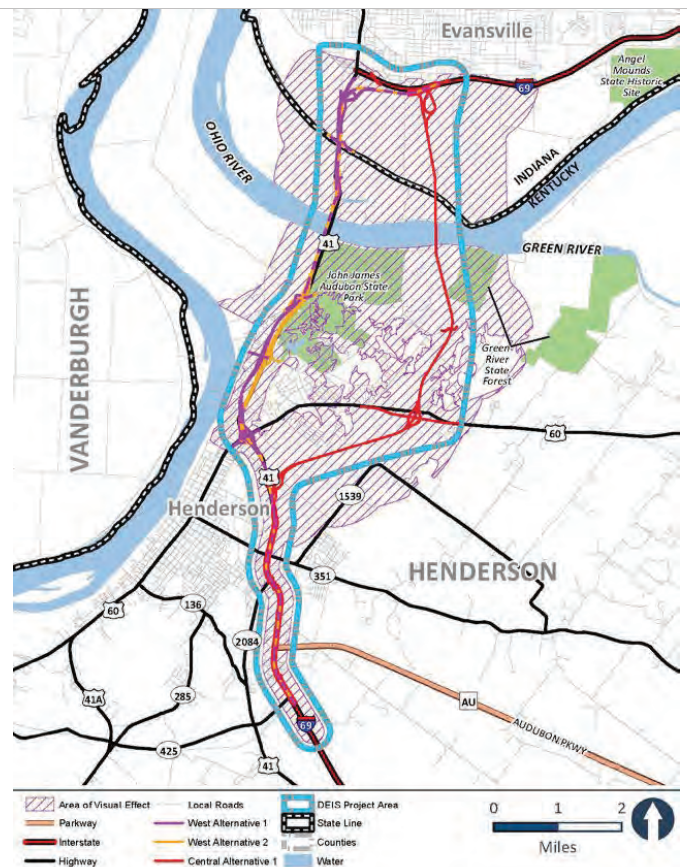 Evansville
Angel
Mounds
State Historic
Site
69
OHIO RIVER
INDIANA
KENTUCKY
41
GREEN RIVER
John James
Audubon State
Park
VANDERBURGH
Green
River
State
Forest
60
41
1539
Henderson
HENDERSON
351
60
136
2084
41A
285
AU
69
AUDUBON PKWY
425
41
Area of Visual Effect
Local Roads
DEIS Project Area
Parkway
West Alternative 1
State Line
Interstate
West Alternative 2
Counties
Highway
Central Alternative 1
Water
0 1 2
Miles